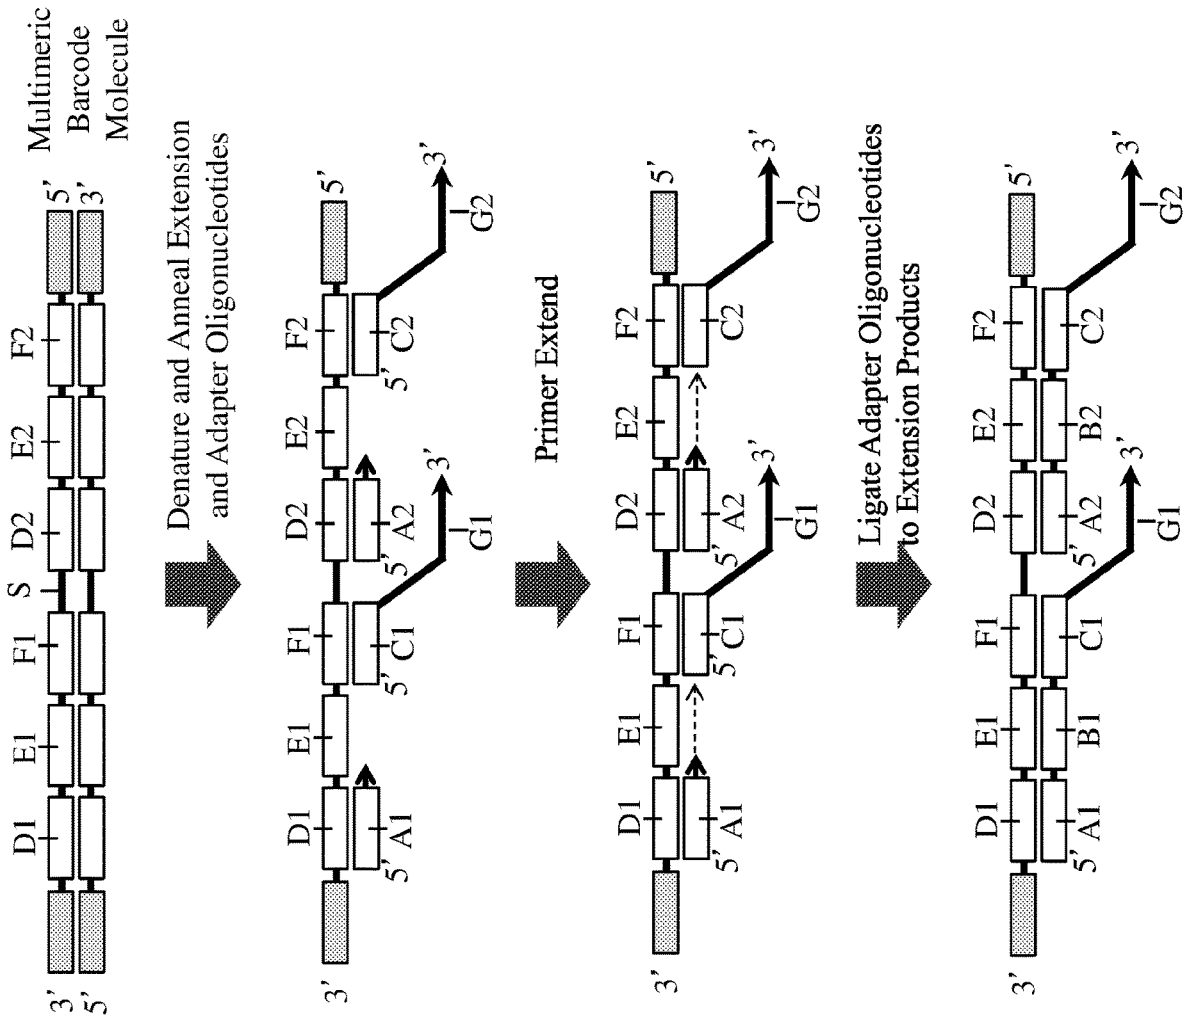 D1 E1 F1 S D2 E2 F2
3' 5'
5' 3'
Multimeric
Barcode
Molecule
Denature and Anneal Extension
and Adapter Oligonucleotides
D1 E1 F1 D2 E2 F2
3' 5'
5' A1 5' C1 5' A2 5' C2
3' 3'
G1 G2
Primer Extend
D1 E1 F1 D2 E2 F2
3' 5'
5' A1 5' C1 5' A2 C2
3' 3'
G1 G2
Ligate Adapter Oligonucleotides
to Extension Products
D1 E1 F1 D2 E2 F2
3' 5'
5' A1 B1 C1 5' A2 B2 C2
3' 3'
G1 G2